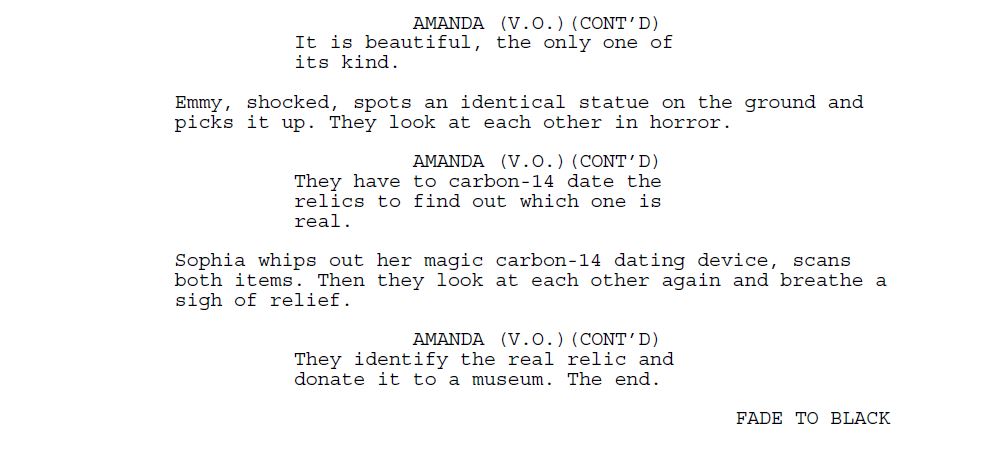 AMANDA (V.O.)(CONT’D)
It is beautiful, the only one of
its kind.
Emmy, shocked, spots an identical statue on the ground and
picks it up. They look at each other in horror.
AMANDA (V.O.)(CONT’D)
They have to carbon-14 date the
relics to find out which one is
real.
Sophia whips out her magic carbon-14 dating device, scans
both items. Then they look at each other again and breathe a
sigh of relief.
AMANDA (V.O.)(CONT’D)
They identify the real relic and
donate it to a museum. The end.
FADE TO BLACK